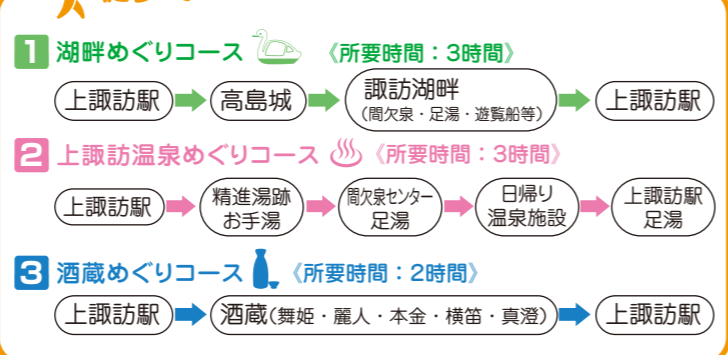 1 湖畔めぐりコース 《所要時間：3時間》
上諏訪駅 高島城 諏訪湖畔 上諏訪駅
(間欠泉・足湯・遊覧船等)
2 上諏訪温泉めぐりコース 《所要時間：3時間》
上諏訪駅 精進湯跡 間欠泉センター 日帰り 上諏訪駅
お手湯 足湯 温泉施設 足湯
3 酒蔵めぐりコース 《所要時間：2時間》
上諏訪駅 酒蔵(舞姫・麗人・本金・横笛・真澄) 上諏訪駅